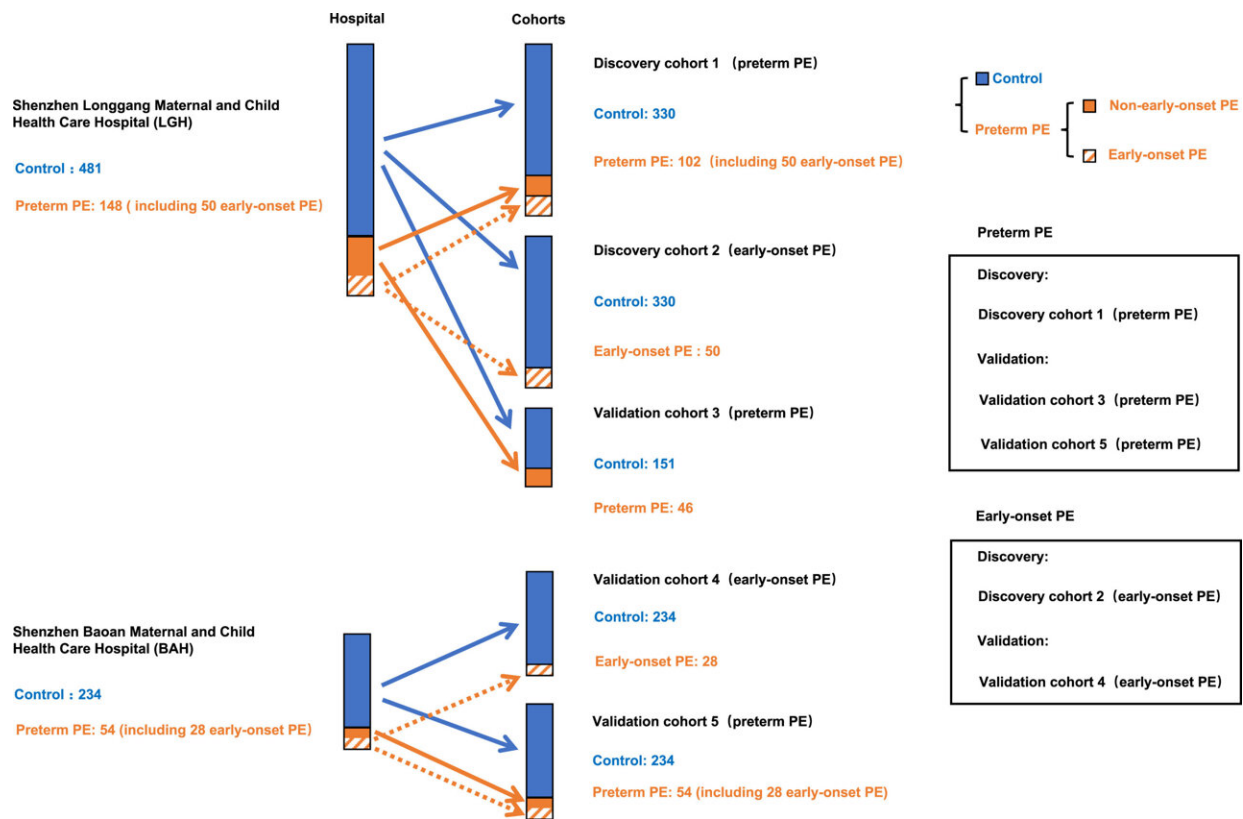 Hospital
Cohorts
Shenzhen Longgang Maternal and Child
Health Care Hospital (LGH)
Control : 481
Preterm PE: 148 ( including 50 early-onset PE)
Discovery cohort 1 (preterm PE)
Control: 330
Preterm PE: 102 (including 50 early-onset PE)
Discovery cohort 2 (early-onset PE)
Control: 330
Early-onset PE : 50
Validation cohort 3 (preterm PE)
Control: 151
Preterm PE: 46
Shenzhen Baoan Maternal and Child
Health Care Hospital (BAH)
Control : 234
Preterm PE: 54 (including 28 early-onset PE)
Validation cohort 4 (early-onset PE)
Control: 234
Early-onset PE: 28
Validation cohort 5 (preterm PE)
Control: 234
Preterm PE: 54 (including 28 early-onset PE)
Control
Preterm PE
Non-early-onset PE
Early-onset PE
Preterm PE
Discovery:
Discovery cohort 1 (preterm PE)
Validation:
Validation cohort 3 (preterm PE)
Validation cohort 5 (preterm PE)
Early-onset PE
Discovery:
Discovery cohort 2 (early-onset PE)
Validation:
Validation cohort 4 (early-onset PE)